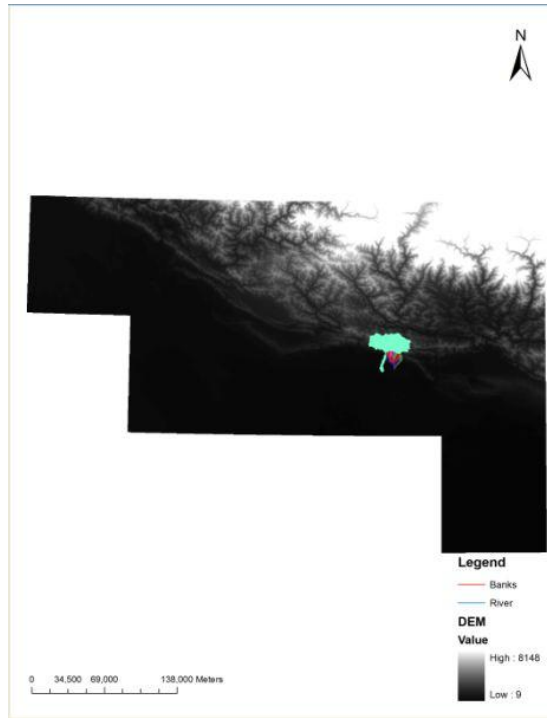 N
Legend
Banks
River
DEM
Value
High : 8148
Low : 9
0 34,500 69,000 138,000 Meters